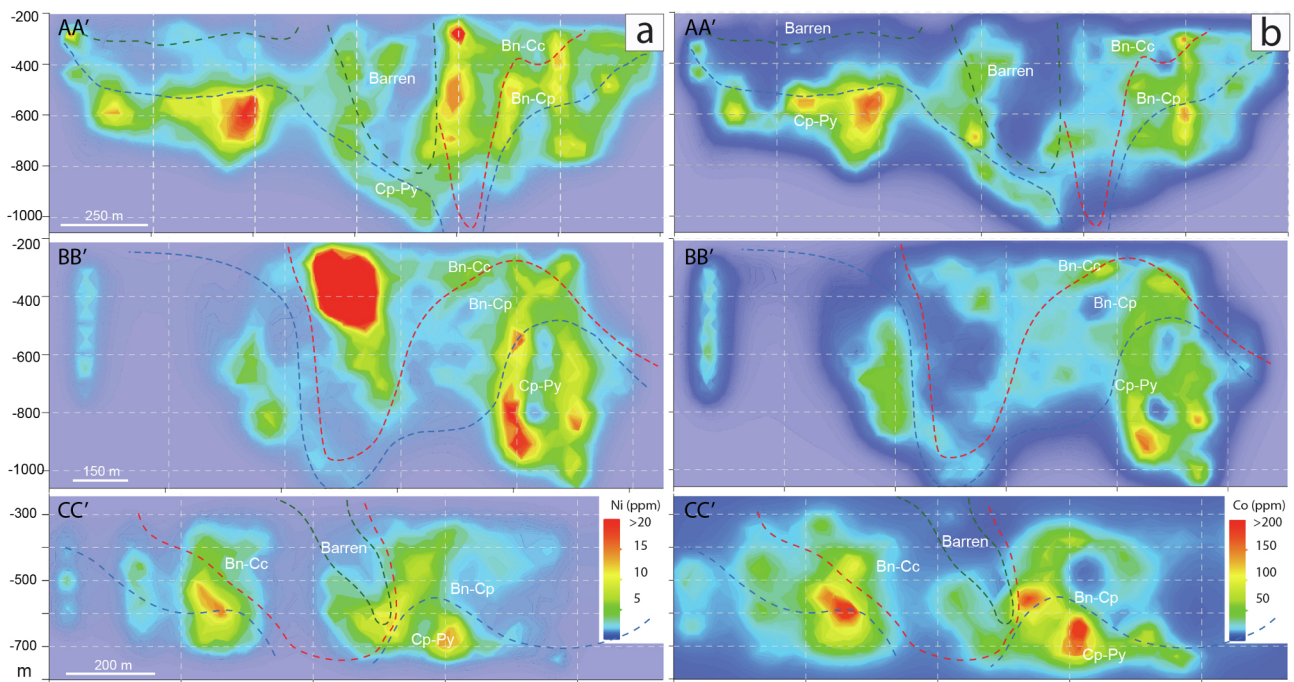 a
AA'
-200
-400
-600
-800
-1000
Barren
Bn-Cc
Bn-Cp
Cp-Py
250 m
b
AA'
Barren
Barren
Bn-Cc
Bn-Cp
Cp-Py
BB'
-200
-400
-600
-800
-1000
Bn-Cc
Bn-Cp
Cp-Py
150 m
BB'
Bn-Cc
Bn-Cp
Cp-Py
CC'
-300
-500
-700
m
Barren
Bn-Cc
Bn-Cp
Cp-Py
200 m
Ni (ppm)
>20
15
10
5
CC'
Barren
Bn-Cc
Bn-Cp
Cp-Py
Co (ppm)
>200
150
100
50